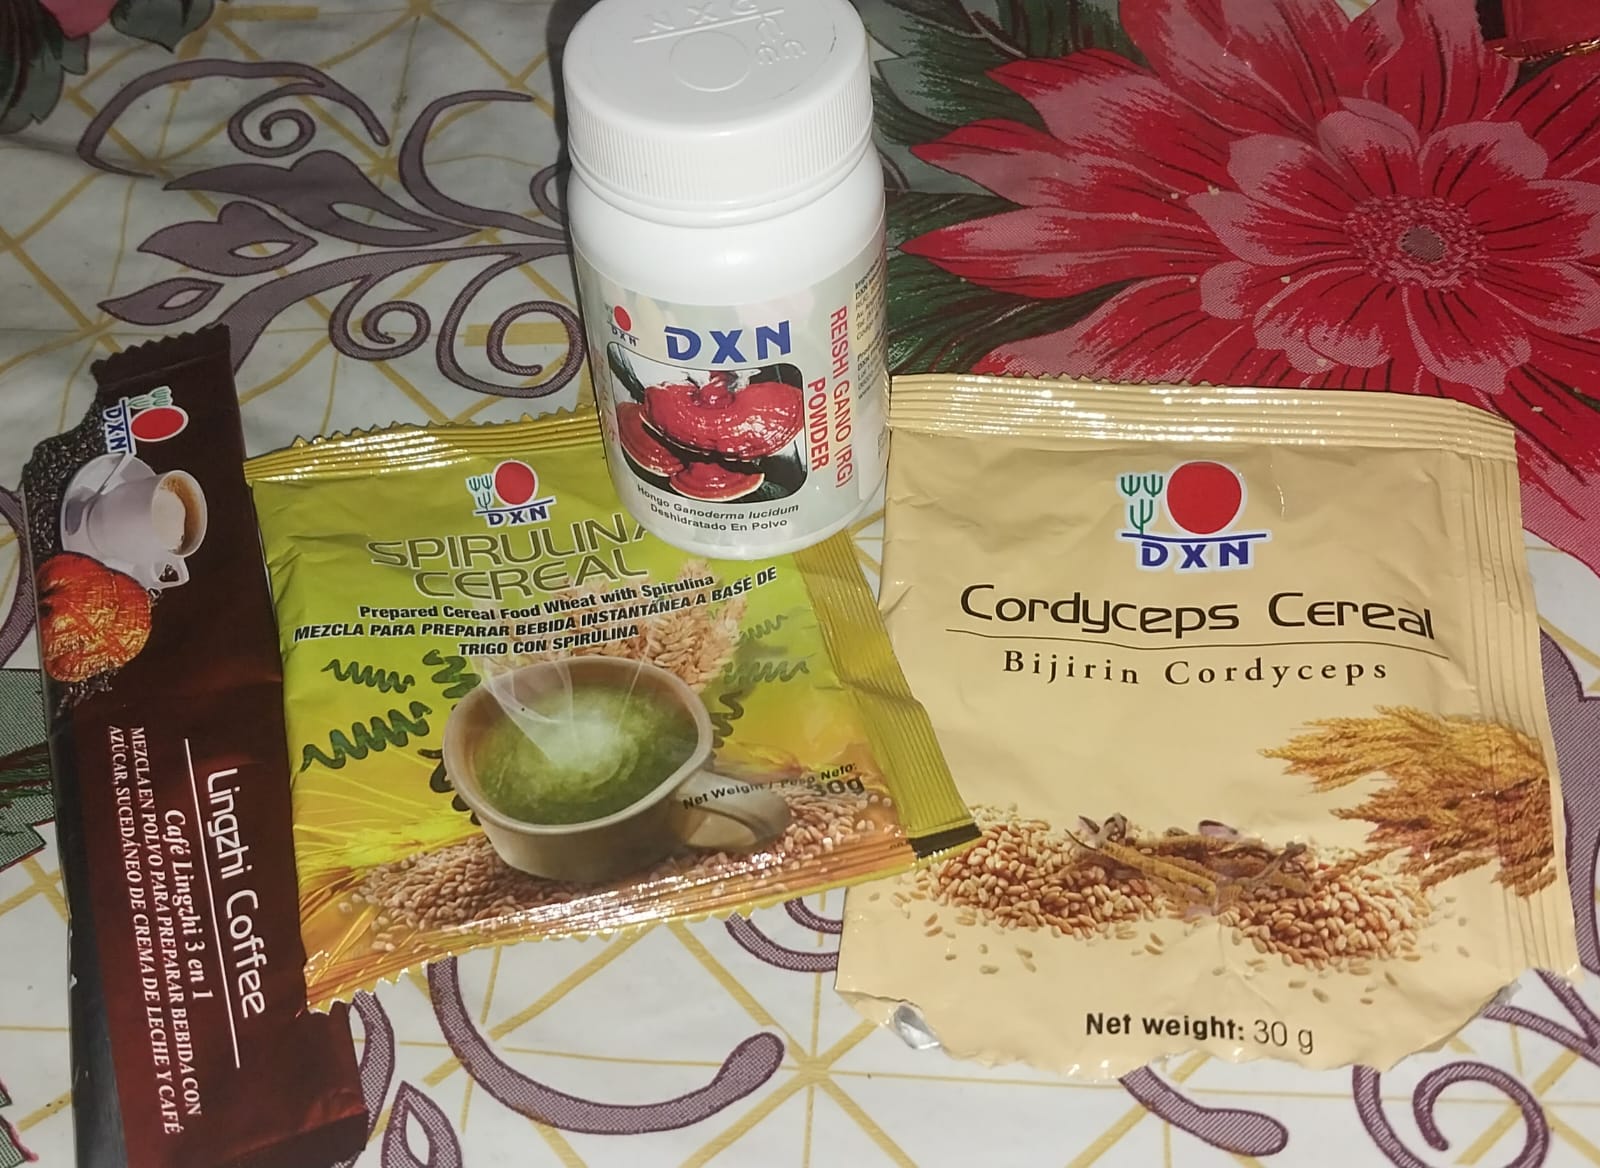 DXN
Lingzhi Coffee
Café Lingzhi 3 en 1
MEZCLA EN POLVO PARA PREPARAR BEBIDA CON
AZÚCAR, SUCEDÁNEO DE CREMA DE LECHE Y CAFÉ
DXN
SPIRULINA
CEREAL
Prepared Cereal Food Wheat with Spirulina
MEZCLA PARA PREPARAR BEBIDA INSTANTÁNEA A BASE DE
TRIGO CON SPIRULINA
Net Weight / Peso Neto:
30g
DXN
DXN
DXN
REISHI GANO (RG)
POWDER
Hongo Ganoderma lucidum
Deshidratado En Polvo
DXN
Cordyceps Cereal
Bijirin Cordyceps
Net weight: 30 g